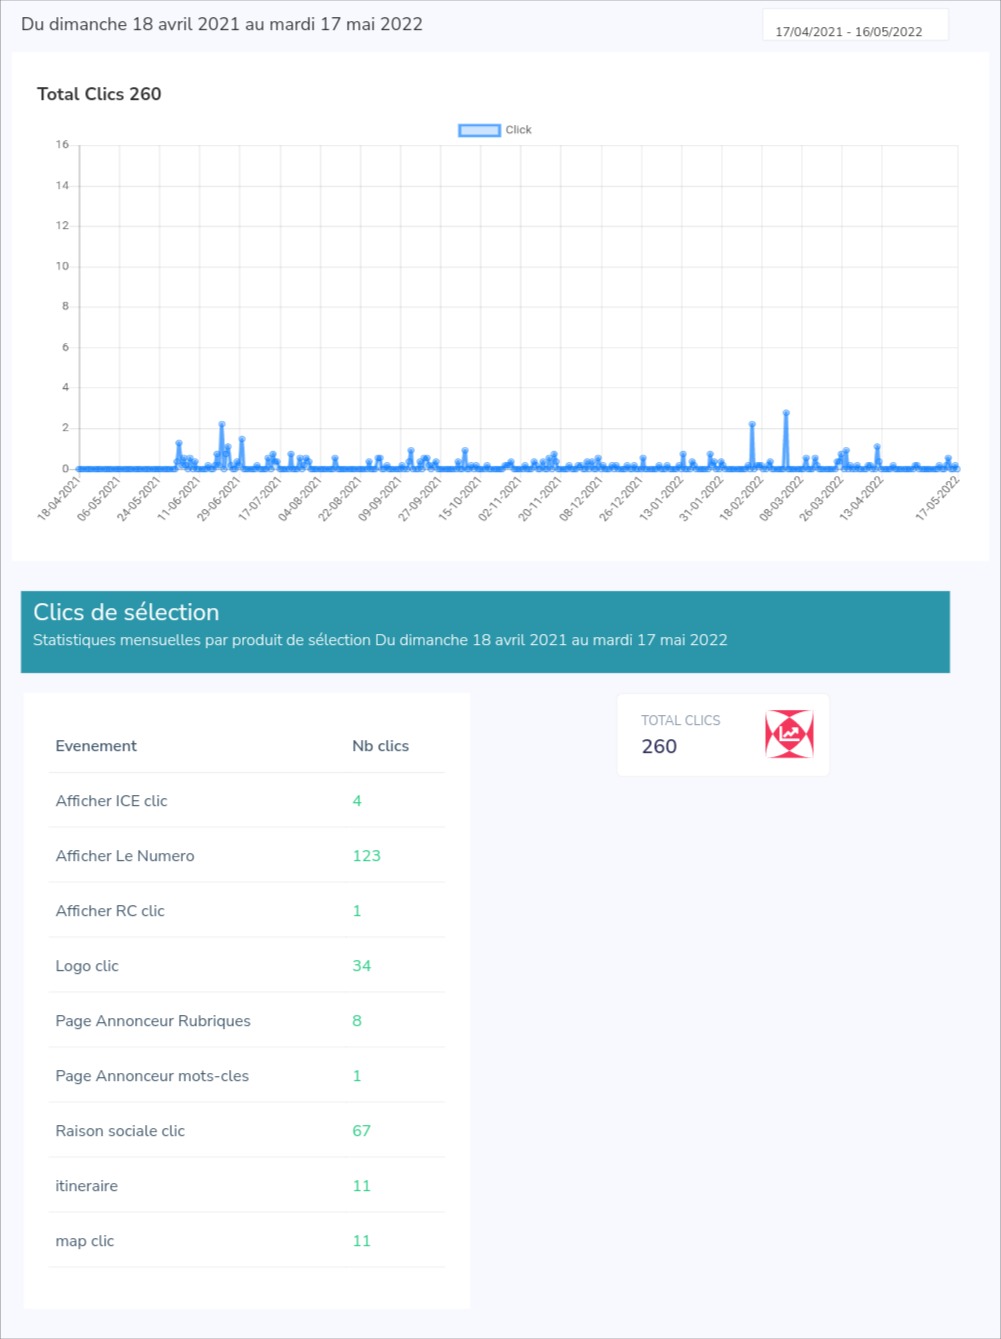 Du dimanche 18 avril 2021 au mardi 17 mai 2022
17/04/2021 - 16/05/2022
Total Clics 260
Click
16
14
12
10
8
6
4
2
0
18-04-2021
06-05-2021
24-05-2021
11-06-2021
29-06-2021
17-07-2021
04-08-2021
22-08-2021
09-09-2021
27-09-2021
15-10-2021
02-11-2021
20-11-2021
08-12-2021
26-12-2021
13-01-2022
31-01-2022
18-02-2022
08-03-2022
26-03-2022
13-04-2022
17-05-2022
Clics de sélection
Statistiques mensuelles par produit de sélection Du dimanche 18 avril 2021 au mardi 17 mai 2022
Evenement Nb clics
Afficher ICE clic 4
Afficher Le Numero 123
Afficher RC clic 1
Logo clic 34
Page Annonceur Rubriques 8
Page Annonceur mots-cles 1
Raison sociale clic 67
itineraire 11
map clic 11
TOTAL CLICS
260